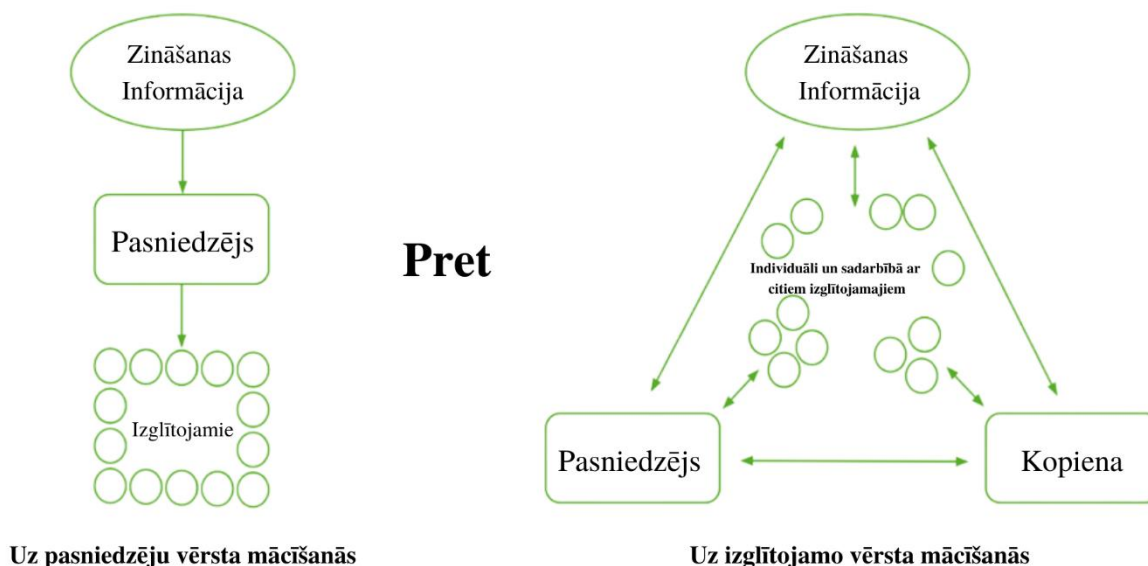 Zināšanas
Informācija
Pasniedzējs
Izglītojamie
Uz pasniedzēju vērsta mācīšanās
Pret
Zināšanas
Informācija
Individuāli un sadarbībā ar
citiem izglītojamajiem
Pasniedzējs
Kopiena
Uz izglītojamo vērsta mācīšanās